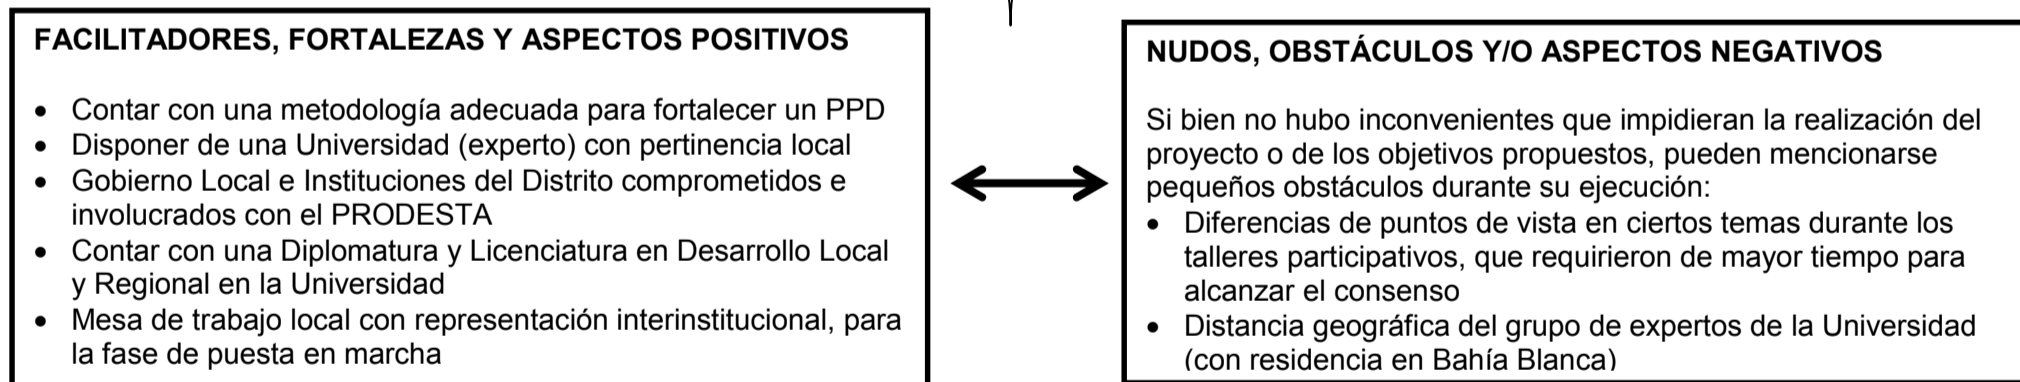 FACILITADORES, FORTALEZAS Y ASPECTOS POSITIVOS
• Contar con una metodología adecuada para fortalecer un PPD
• Disponer de una Universidad (experto) con pertinencia local
• Gobierno Local e Instituciones del Distrito comprometidos e
involucrados con el PRODESTA
• Contar con una Diplomatura y Licenciatura en Desarrollo Local
y Regional en la Universidad
• Mesa de trabajo local con representación interinstitucional, para
la fase de puesta en marcha
NUDOS, OBSTÁCULOS Y/O ASPECTOS NEGATIVOS
Si bien no hubo inconvenientes que impidieran la realización del
proyecto o de los objetivos propuestos, pueden mencionarse
pequeños obstáculos durante su ejecución:
• Diferencias de puntos de vista en ciertos temas durante los
talleres participativos, que requirieron de mayor tiempo para
alcanzar el consenso
• Distancia geográfica del grupo de expertos de la Universidad
(con residencia en Bahía Blanca)